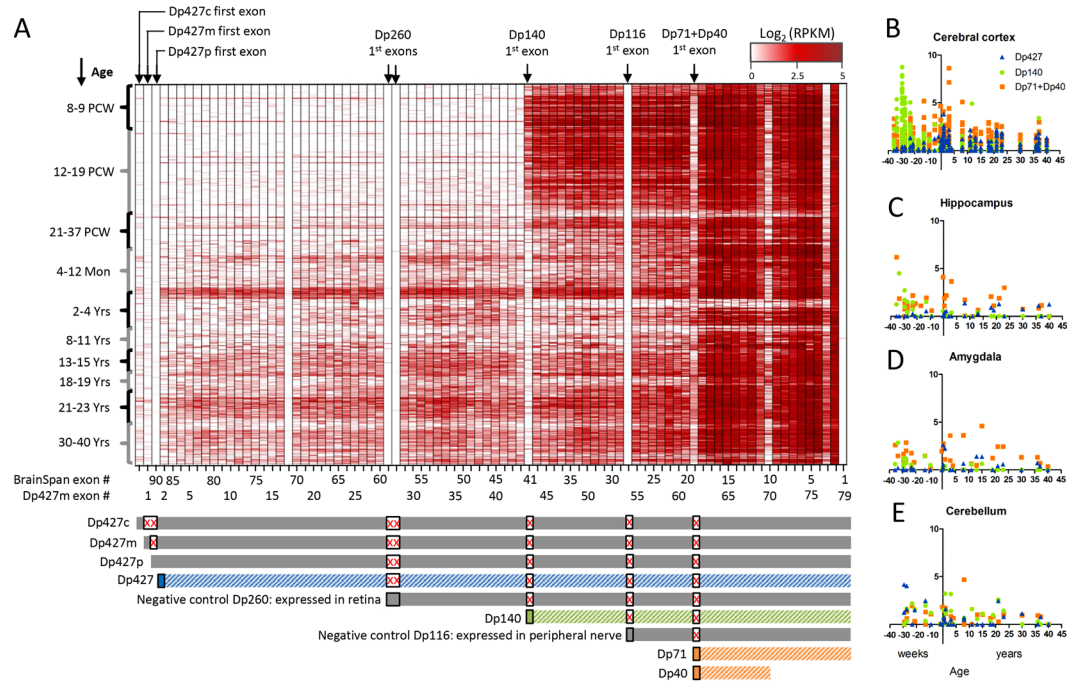 A
Dp427c first exon
Dp427m first exon
Dp427p first exon
Dp260
1st exons
Dp140
1st exon
Dp116
1st exon
Dp71+Dp40
1st exon
Log2 (RPKM)
0 2.5 5
Age
8-9 PCW
12-19 PCW
21-37 PCW
4-12 Mon
2-4 Yrs
8-11 Yrs
13-15 Yrs
18-19 Yrs
21-23 Yrs
30-40 Yrs
BrainSpan exon # 90 85 80 75 70 65 60 55 50 45 41 35 30 25 20 15 10 5 1
Dp427m exon # 1 2 5 10 15 20 25 30 35 40 45 50 55 60 65 70 75 79
Dp427c XX XX X X X
Dp427m X XX X X X
Dp427p XX X X X
Dp427 XX X X X
Negative control Dp260: expressed in retina X X X
Dp140 X X
Negative control Dp116: expressed in peripheral nerve X
Dp71
Dp40
B
Cerebral cortex
Dp427
Dp140
Dp71+Dp40
10
5
-40 -30 -20 -10 5 10 15 20 25 30 35 40 45
C
Hippocampus
10
5
-40 -30 -20 -10 5 10 15 20 25 30 35 40 45
D
Amygdala
10
5
-40 -30 -20 -10 5 10 15 20 25 30 35 40 45
E
Cerebellum
10
5
-40 -30 -20 -10 5 10 15 20 25 30 35 40 45
weeks years
Age